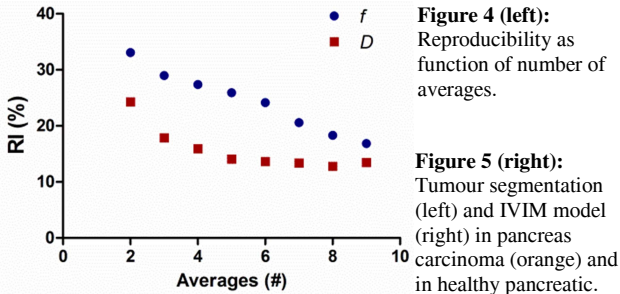 40
30
20
10
0
RI (%)
0
2
4
6
8
10
Averages (#)
f
D
Figure 4 (left):
Reproducibility as
function of number of
averages.
Figure 5 (right):
Tumour segmentation
(left) and IVIM model
(right) in pancreas
carcinoma (orange) and
in healthy pancreatic.